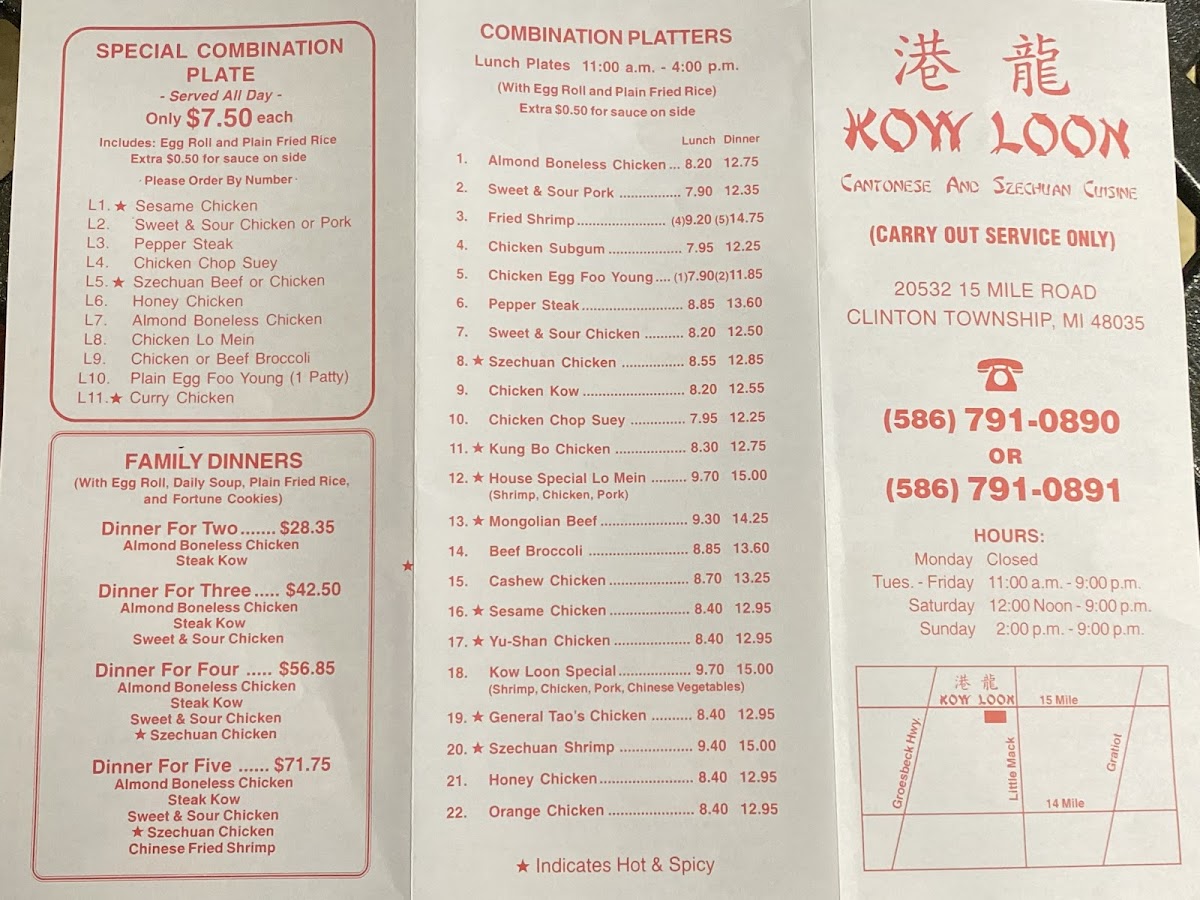 SPECIAL COMBINATION
PLATE
- Served All Day -
Only $7.50 each
Includes: Egg Roll and Plain Fried Rice
Extra $0.50 for sauce on side
· Please Order By Number ·
L1. ★ Sesame Chicken
L2. Sweet & Sour Chicken or Pork
L3. Pepper Steak
L4. Chicken Chop Suey
L5. ★ Szechuan Beef or Chicken
L6. Honey Chicken
L7. Almond Boneless Chicken
L8. Chicken Lo Mein
L9. Chicken or Beef Broccoli
L10. Plain Egg Foo Young (1 Patty)
L11. ★ Curry Chicken
FAMILY DINNERS
(With Egg Roll, Daily Soup, Plain Fried Rice,
and Fortune Cookies)
Dinner For Two....... $28.35
Almond Boneless Chicken
Steak Kow
Dinner For Three..... $42.50
Almond Boneless Chicken
Steak Kow
Sweet & Sour Chicken
Dinner For Four ..... $56.85
Almond Boneless Chicken
Steak Kow
Sweet & Sour Chicken
★ Szechuan Chicken
Dinner For Five ...... $71.75
Almond Boneless Chicken
Steak Kow
Sweet & Sour Chicken
★ Szechuan Chicken
Chinese Fried Shrimp
★
COMBINATION PLATTERS
Lunch Plates 11:00 a.m. - 4:00 p.m.
(With Egg Roll and Plain Fried Rice)
Extra $0.50 for sauce on side
Lunch Dinner
1. Almond Boneless Chicken... 8.20 12.75
2. Sweet & Sour Pork .............. 7.90 12.35
3. Fried Shrimp...................... (4)9.20 (5)14.75
4. Chicken Subgum .................. 7.95 12.25
5. Chicken Egg Foo Young.... (1)7.90(2)11.85
6. Pepper Steak......................... 8.85 13.60
7. Sweet & Sour Chicken .......... 8.20 12.50
8. ★ Szechuan Chicken ................ 8.55 12.85
9. Chicken Kow ......................... 8.20 12.55
10. Chicken Chop Suey .............. 7.95 12.25
11. ★ Kung Bo Chicken .................. 8.30 12.75
12. ★ House Special Lo Mein ......... 9.70 15.00
(Shrimp, Chicken, Pork)
13. ★ Mongolian Beef ...................... 9.30 14.25
14. Beef Broccoli ......................... 8.85 13.60
15. Cashew Chicken .................... 8.70 13.25
16. ★ Sesame Chicken .................... 8.40 12.95
17. ★ Yu-Shan Chicken ................... 8.40 12.95
18. Kow Loon Special.................. 9.70 15.00
(Shrimp, Chicken, Pork, Chinese Vegetables)
19. ★ General Tao's Chicken .......... 8.40 12.95
20. ★ Szechuan Shrimp .................. 9.40 15.00
21. Honey Chicken........................ 8.40 12.95
22. Orange Chicken ..................... 8.40 12.95
★ Indicates Hot & Spicy
港 龍
KOW LOON
CANTONESE AND SZECHUAN CUISINE
(CARRY OUT SERVICE ONLY)
20532 15 MILE ROAD
CLINTON TOWNSHIP, MI 48035
(586) 791-0890
OR
(586) 791-0891
HOURS:
Monday Closed
Tues. - Friday 11:00 a.m. - 9:00 p.m.
Saturday 12:00 Noon - 9:00 p.m.
Sunday 2:00 p.m. - 9:00 p.m.
港 龍
KOW LOON
15 Mile
Groesbeck Hwy.
Little Mack
Gratiot
14 Mile